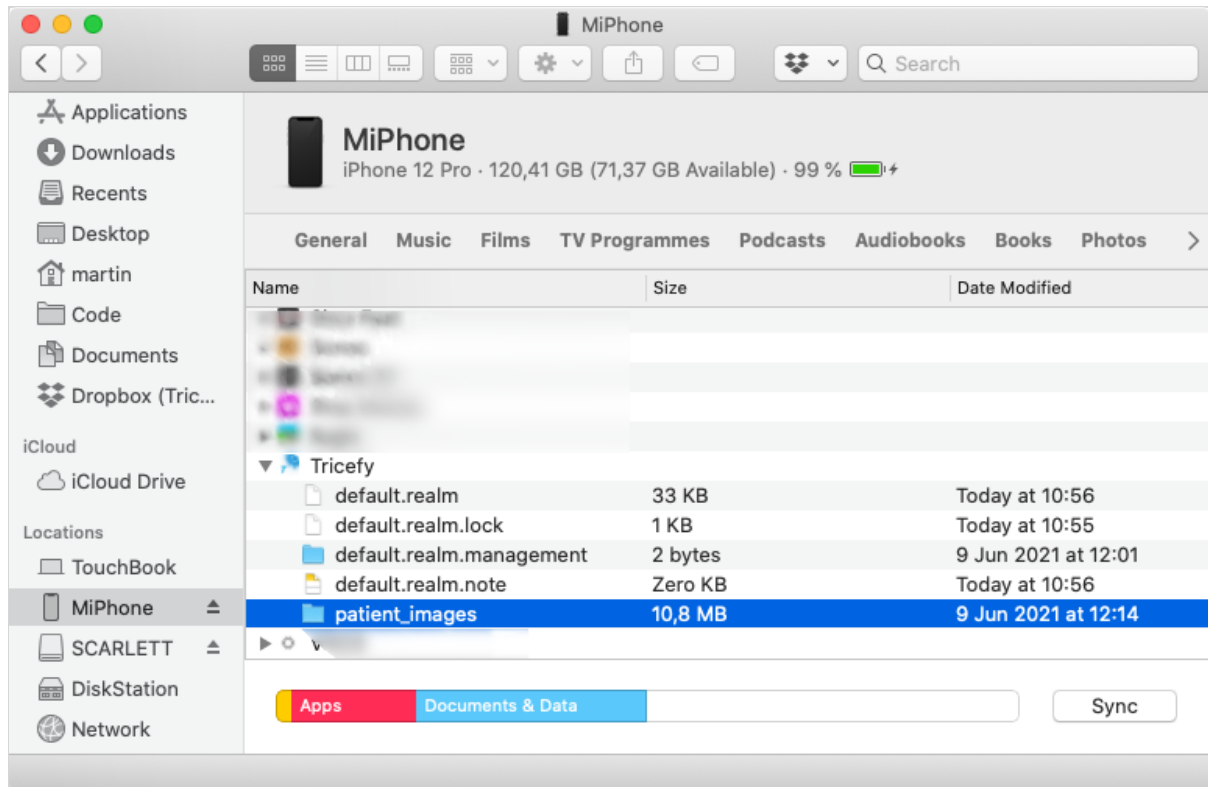 MiPhone
Search
Applications
Downloads
Recents
Desktop
martin
Code
Documents
Dropbox (Tric...
iCloud
iCloud Drive
Locations
TouchBook
MiPhone
SCARLETT
DiskStation
Network
MiPhone
iPhone 12 Pro · 120,41 GB (71,37 GB Available) · 99 %
General Music Films TV Programmes Podcasts Audiobooks Books Photos
Name Size Date Modified
Tricefy
default.realm 33 KB Today at 10:56
default.realm.lock 1 KB Today at 10:55
default.realm.management 2 bytes 9 Jun 2021 at 12:01
default.realm.note Zero KB Today at 10:56
patient_images 10,8 MB 9 Jun 2021 at 12:14
Apps Documents & Data Sync